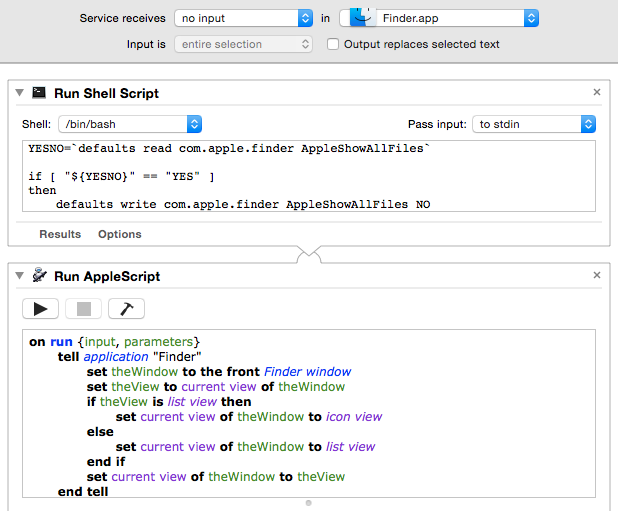 Service receives no input in Finder.app
Input is entire selection Output replaces selected text
Run Shell Script
Shell: /bin/bash Pass input: to stdin
YESNO=`defaults read com.apple.finder AppleShowAllFiles`
if [ "${YESNO}" == "YES" ]
then
defaults write com.apple.finder AppleShowAllFiles NO
Results Options
Run AppleScript
on run {input, parameters}
tell application "Finder"
set theWindow to the front Finder window
set theView to current view of theWindow
if theView is list view then
set current view of theWindow to icon view
else
set current view of theWindow to list view
end if
set current view of theWindow to theView
end tell